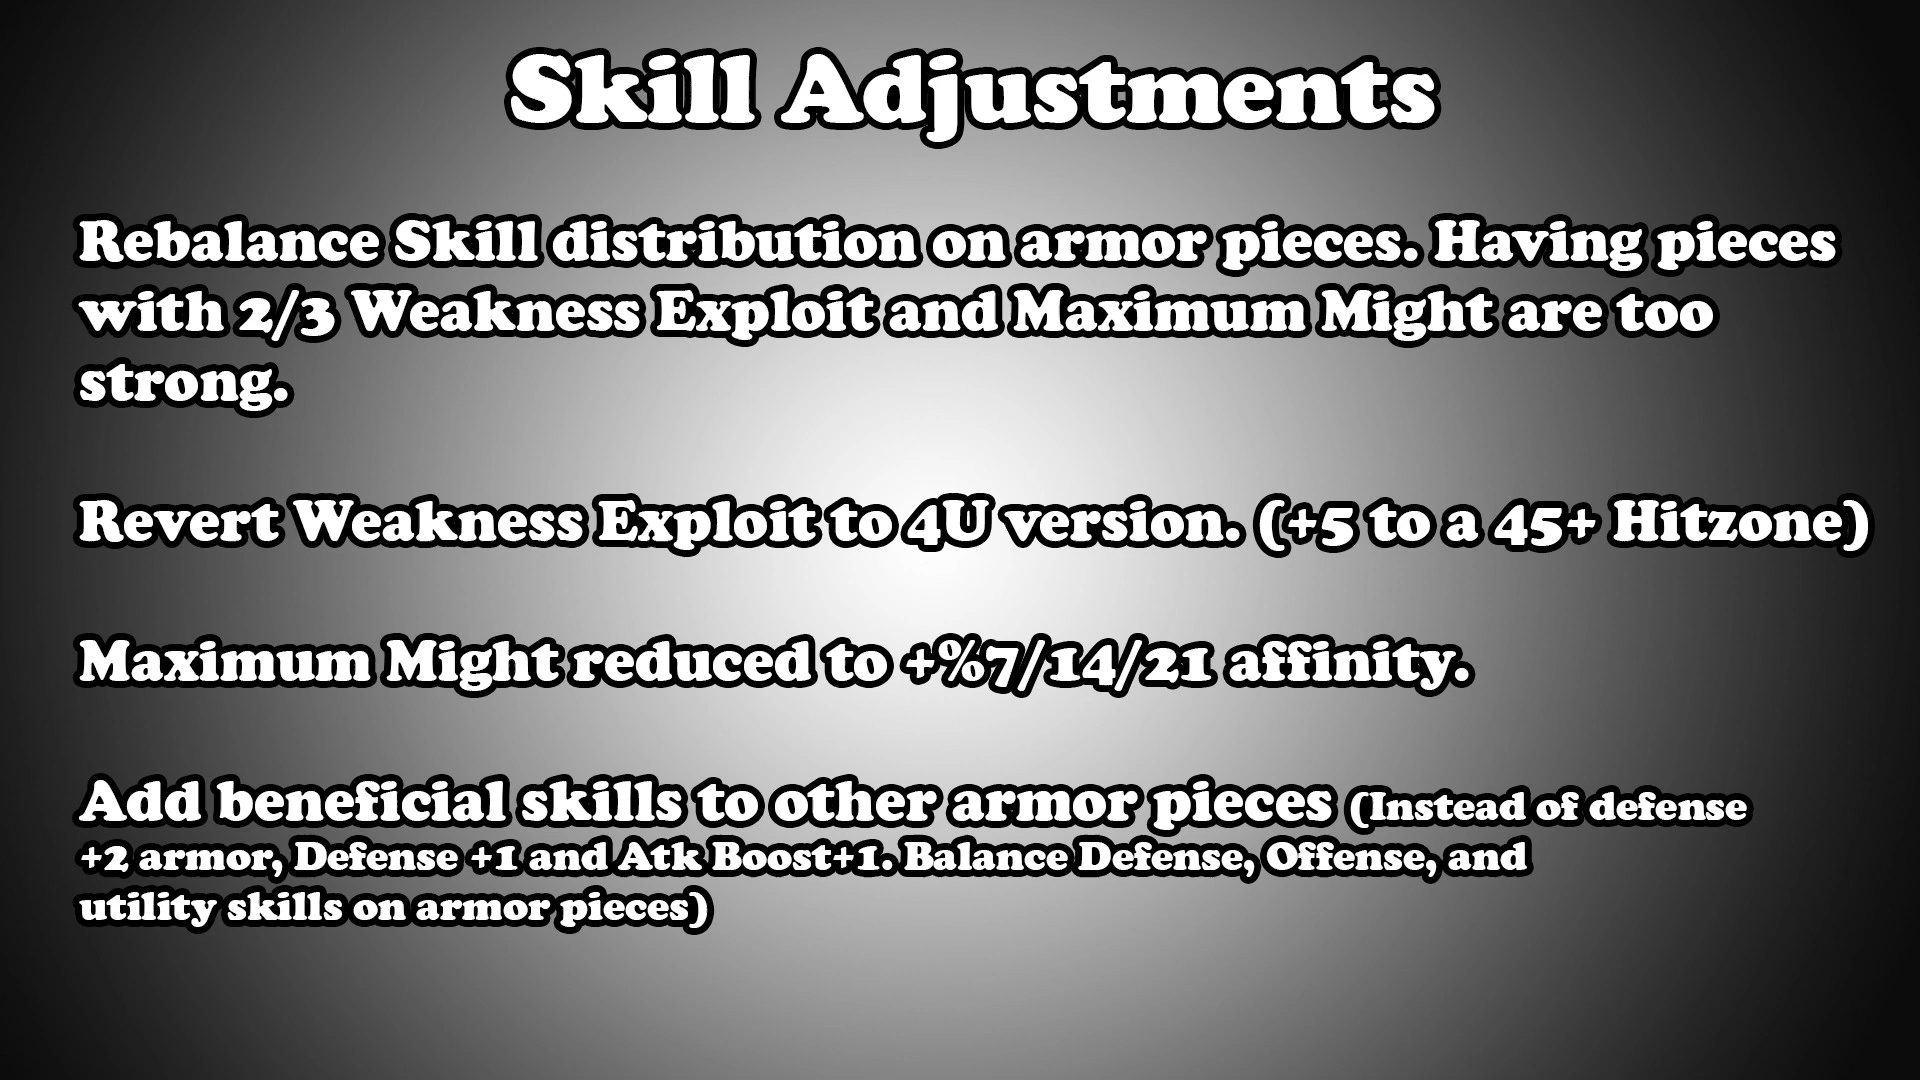 Skill Adjustments
Rebalance Skill distribution on armor pieces. Having pieces
with 2/3 Weakness Exploit and Maximum Might are too
strong.
Revert Weakness Exploit to 4U version. (+5 to a 45+ Hitzone)
Maximum Might reduced to +%7/14/21 affinity.
Add beneficial skills to other armor pieces (Instead of defense
+2 armor, Defense +1 and Atk Boost+1. Balance Defense, Offense, and
utility skills on armor pieces)